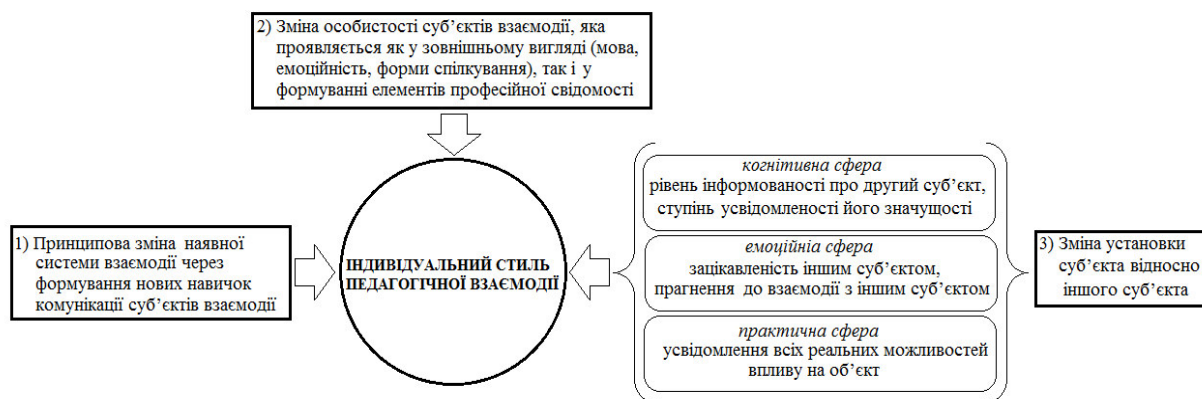 2) Зміна особистості суб’єктів взаємодії, яка
проявляється як у зовнішньому вигляді (мова,
емоційність, форми спілкування), так і у
формуванні елементів професійної свідомості
1) Принципова зміна наявної
системи взаємодії через
формування нових навичок
комунікації суб’єктів взаємодії
ІНДИВІДУАЛЬНИЙ СТИЛЬ
ПЕДАГОГІЧНОЇ ВЗАЄМОДІЇ
когнітивна сфера
рівень інформованості про другий суб’єкт,
ступінь усвідомленості його значущості
емоційніа сфера
зацікавленість іншим суб’єктом,
прагнення до взаємодії з іншим суб’єктом
практична сфера
усвідомлення всіх реальних можливостей
впливу на об’єкт
3) Зміна установки
суб’єкта відносно
іншого суб’єкта